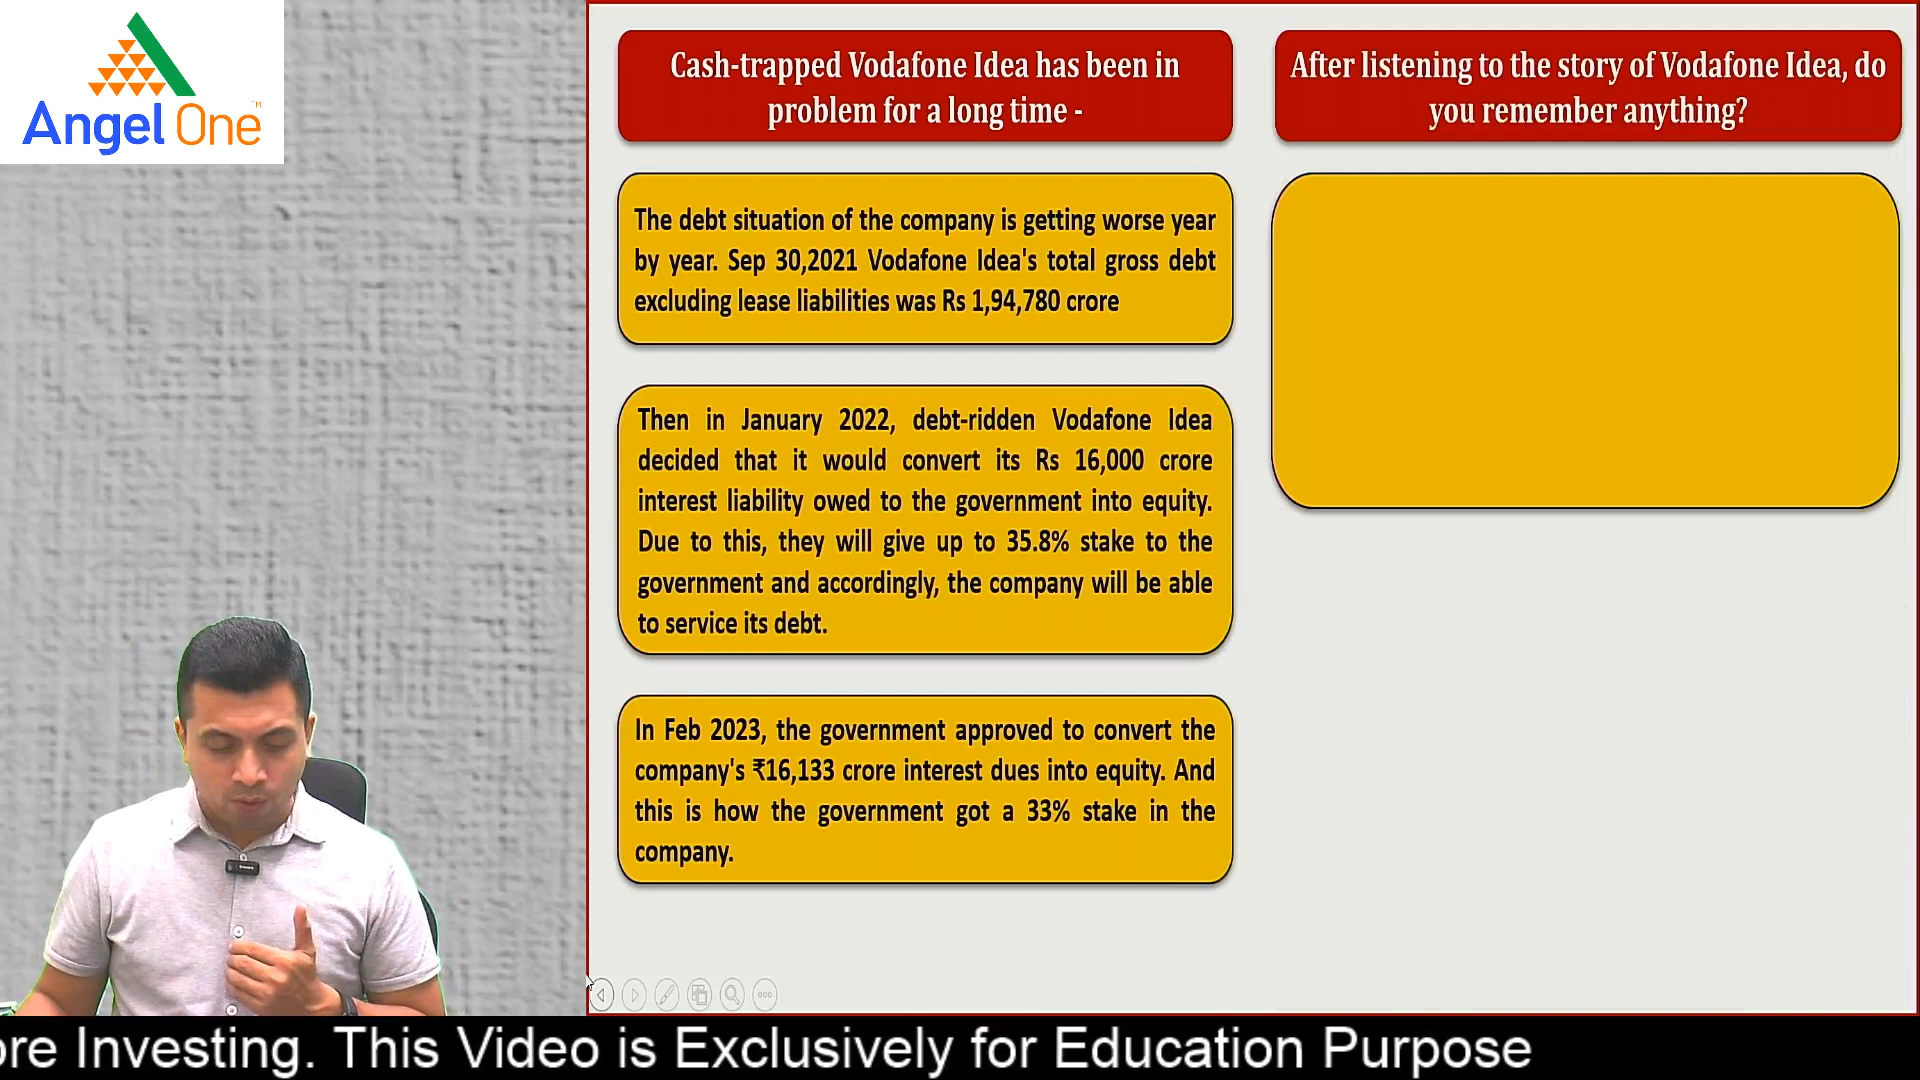 Angel One
TM
Cash-trapped Vodafone Idea has been in
problem for a long time -
The debt situation of the company is getting worse year
by year. Sep 30,2021 Vodafone Idea's total gross debt
excluding lease liabilities was Rs 1,94,780 crore
Then in January 2022, debt-ridden Vodafone Idea
decided that it would convert its Rs 16,000 crore
interest liability owed to the government into equity.
Due to this, they will give up to 35.8% stake to the
government and accordingly, the company will be able
to service its debt.
In Feb 2023, the government approved to convert the
company's ₹16,133 crore interest dues into equity. And
this is how the government got a 33% stake in the
company.
After listening to the story of Vodafone Idea, do
you remember anything?
ore Investing. This Video is Exclusively for Education Purpose